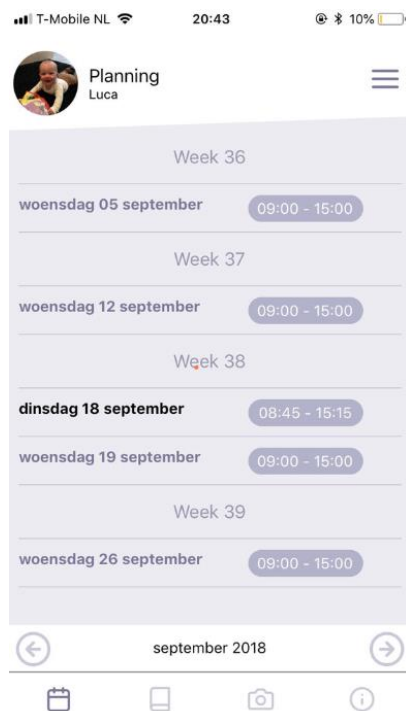 T-Mobile NL 20:43 10%
Planning
Luca
Week 36
woensdag 05 september 09:00 - 15:00
Week 37
woensdag 12 september 09:00 - 15:00
Week 38
dinsdag 18 september 08:45 - 15:15
woensdag 19 september 09:00 - 15:00
Week 39
woensdag 26 september 09:00 - 15:00
september 2018